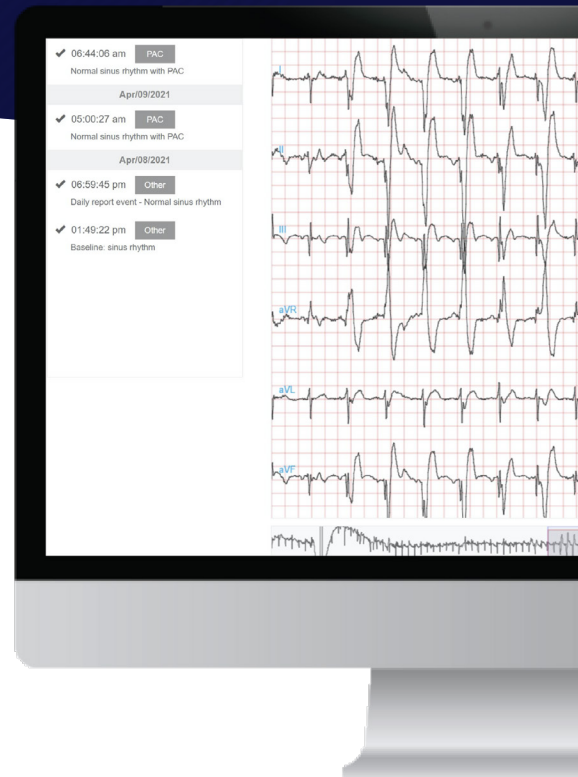 06:44:06 am PAC
Normal sinus rhythm with PAC
Apr/09/2021
05:00:27 am PAC
Normal sinus rhythm with PAC
Apr/08/2021
06:59:45 pm Other
Daily report event - Normal sinus rhythm
01:49:22 pm Other
Baseline: sinus rhythm
I
II
III
aVR
aVL
aVF